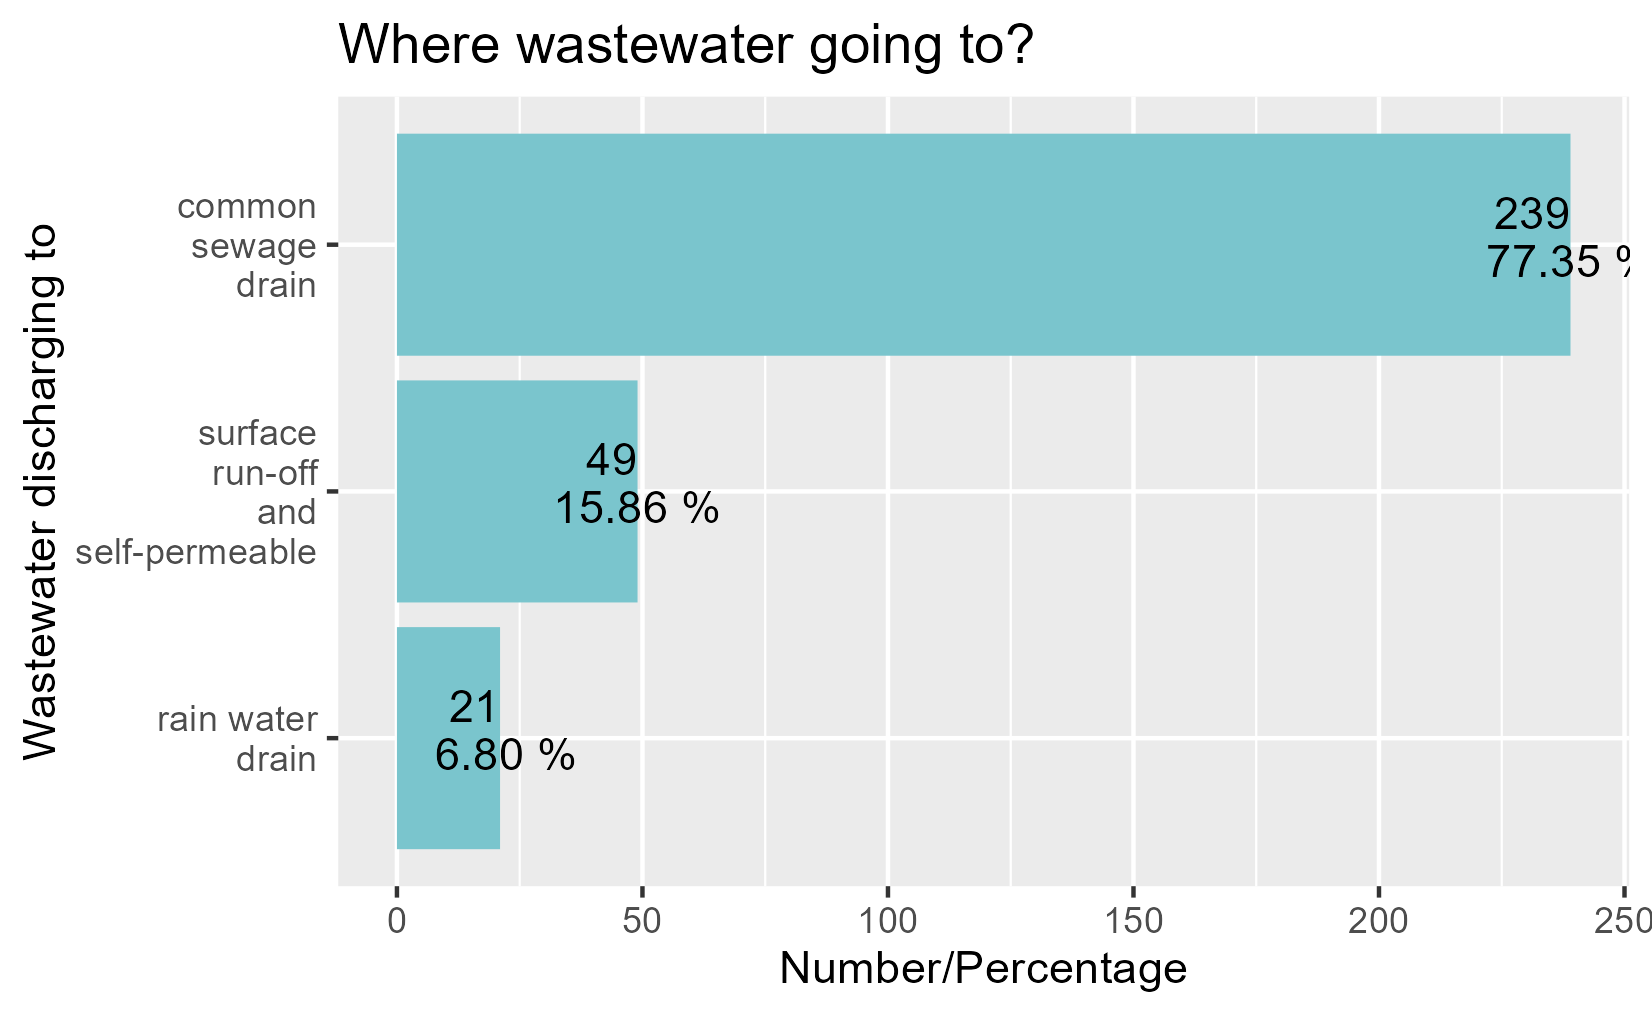 Where wastewater going to?
Wastewater discharging to
common
sewage
drain
239
77.35 %
surface
run-off
and
self-permeable
49
15.86 %
rain water
drain
21
6.80 %
0 50 100 150 200 250
Number/Percentage